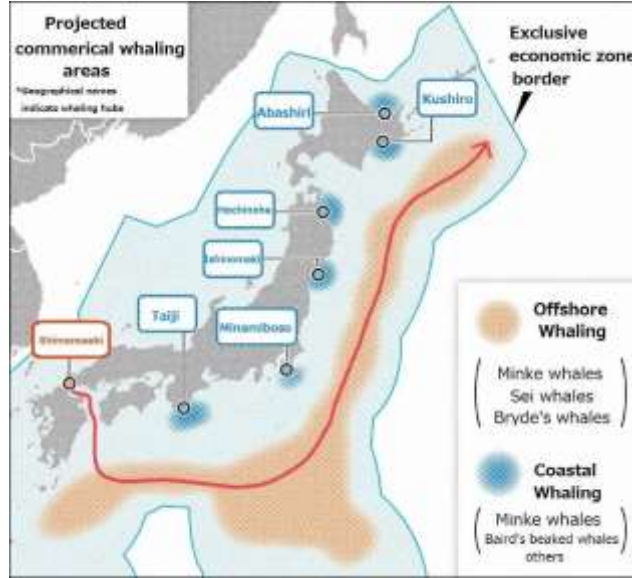 Projected
commerical whaling
areas
*Geographical names
indicate whaling hubs
Exclusive
economic zone
border
Abashiri
Kushiro
Hachinohe
Ishinomaki
Taiji
Minamiboso
Shimonoseki
Offshore
Whaling
Minke whales
Sei whales
Bryde's whales
Coastal
Whaling
Minke whales
Baird's beaked whales
others